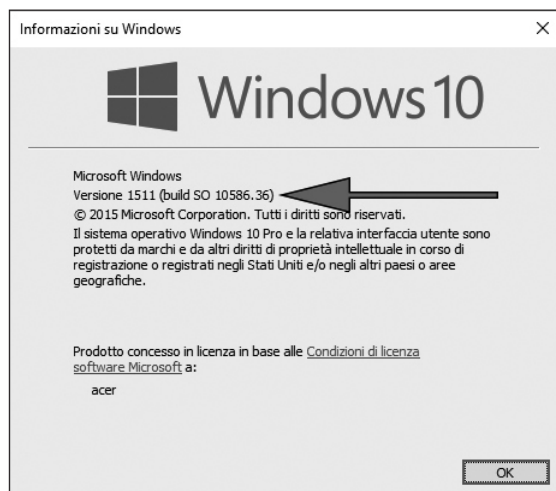 Informazioni su Windows
Windows 10
Microsoft Windows
Versione 1511 (build SO 10586.36)
© 2015 Microsoft Corporation. Tutti i diritti sono riservati.
Il sistema operativo Windows 10 Pro e la relativa interfaccia utente sono
protetti da marchi e da altri diritti di proprietà intellettuale in corso di
registrazione o registrati negli Stati Uniti e/o negli altri paesi o aree
geografiche.
Prodotto concesso in licenza in base alle Condizioni di licenza
software Microsoft a:
acer
OK